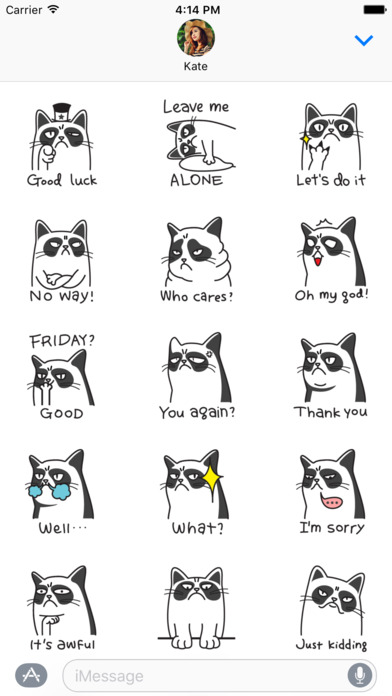 Carrier 4:14 PM
Kate
Good luck
Leave me
ALONE
Let's do it
No way!
Who cares?
Oh my god!
FRIDAY?
GOOD
You again?
Thank you
Well...
What?
I'm sorry
It's awful
Just kidding
iMessage